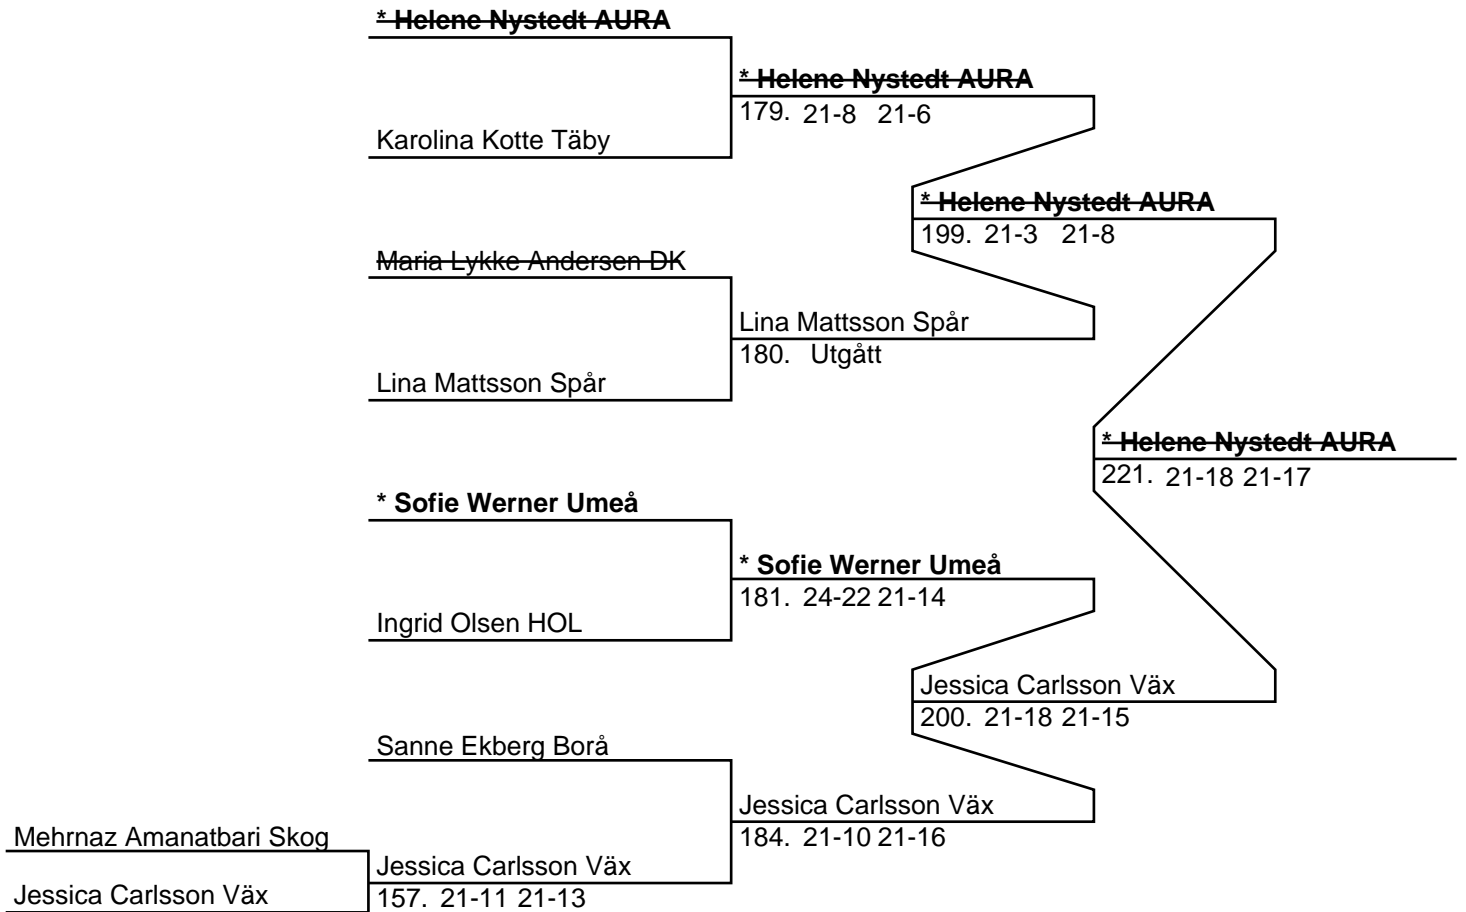 * Helene Nystedt AURA
* Helene Nystedt AURA
179. 21-8 21-6
Karolina Kotte Täby
* Helene Nystedt AURA
199. 21-3 21-8
Maria Lykke Andersen DK
Lina Mattsson Spår
180. Utgått
Lina Mattsson Spår
* Helene Nystedt AURA
221. 21-18 21-17
* Sofie Werner Umeå
* Sofie Werner Umeå
181. 24-22 21-14
Ingrid Olsen HOL
Jessica Carlsson Väx
200. 21-18 21-15
Sanne Ekberg Borå
Jessica Carlsson Väx
184. 21-10 21-16
Mehrnaz Amanatbari Skog
Jessica Carlsson Väx
157. 21-11 21-13
Jessica Carlsson Väx